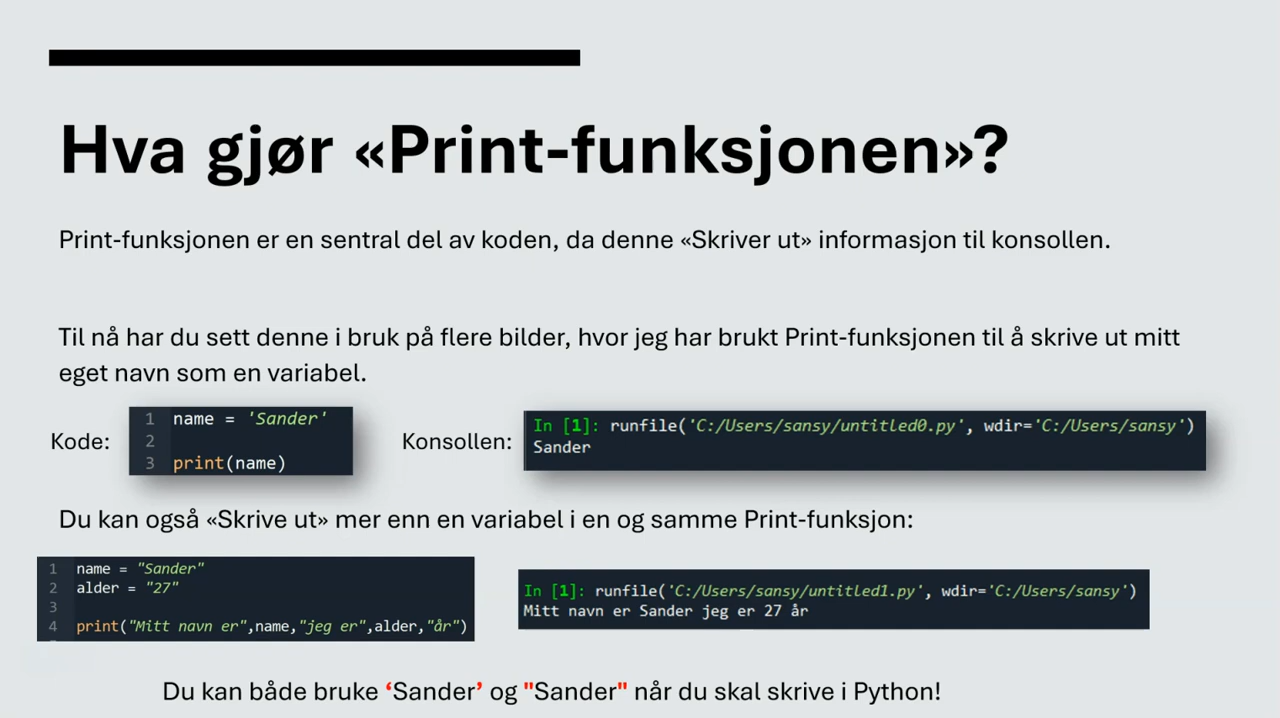 Hva gjør «Print-funksjonen»?
Print-funksjonen er en sentral del av koden, da denne «Skriver ut» informasjon til konsollen.
Til nå har du sett denne i bruk på flere bilder, hvor jeg har brukt Print-funksjonen til å skrive ut mitt
eget navn som en variabel.
Kode:
1 name = 'Sander'
2
3 print(name)
Konsollen:
In [1]: runfile('C:/Users/sansy/untitled0.py', wdir='C:/Users/sansy')
Sander
Du kan også «Skrive ut» mer enn en variabel i en og samme Print-funksjon:
1 name = "Sander"
2 alder = "27"
3
4 print("Mitt navn er",name,"jeg er",alder,"år")
In [1]: runfile('C:/Users/sansy/untitled1.py', wdir='C:/Users/sansy')
Mitt navn er Sander jeg er 27 år
Du kan både bruke ‘Sander’ og "Sander" når du skal skrive i Python!